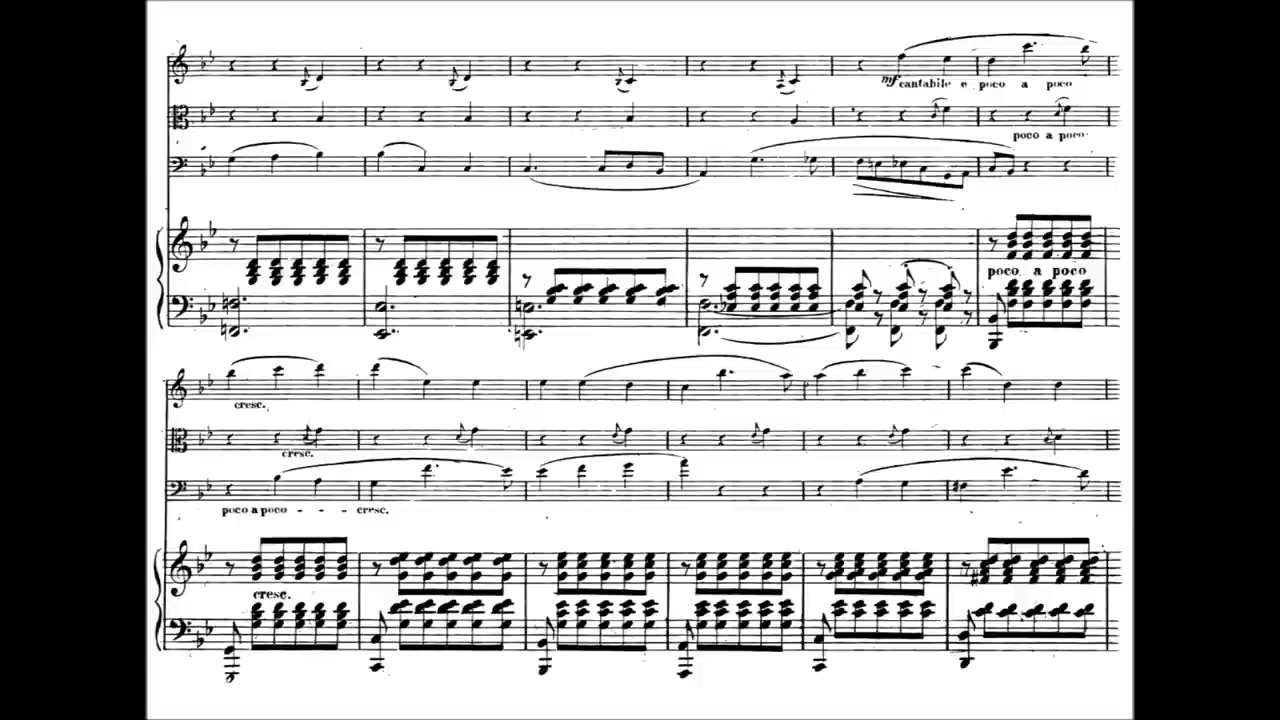 mf cantabile e poco a poco
poco a poco
poco a poco
cresc.
cresc.
poco a poco - - - cresc.
cresc.